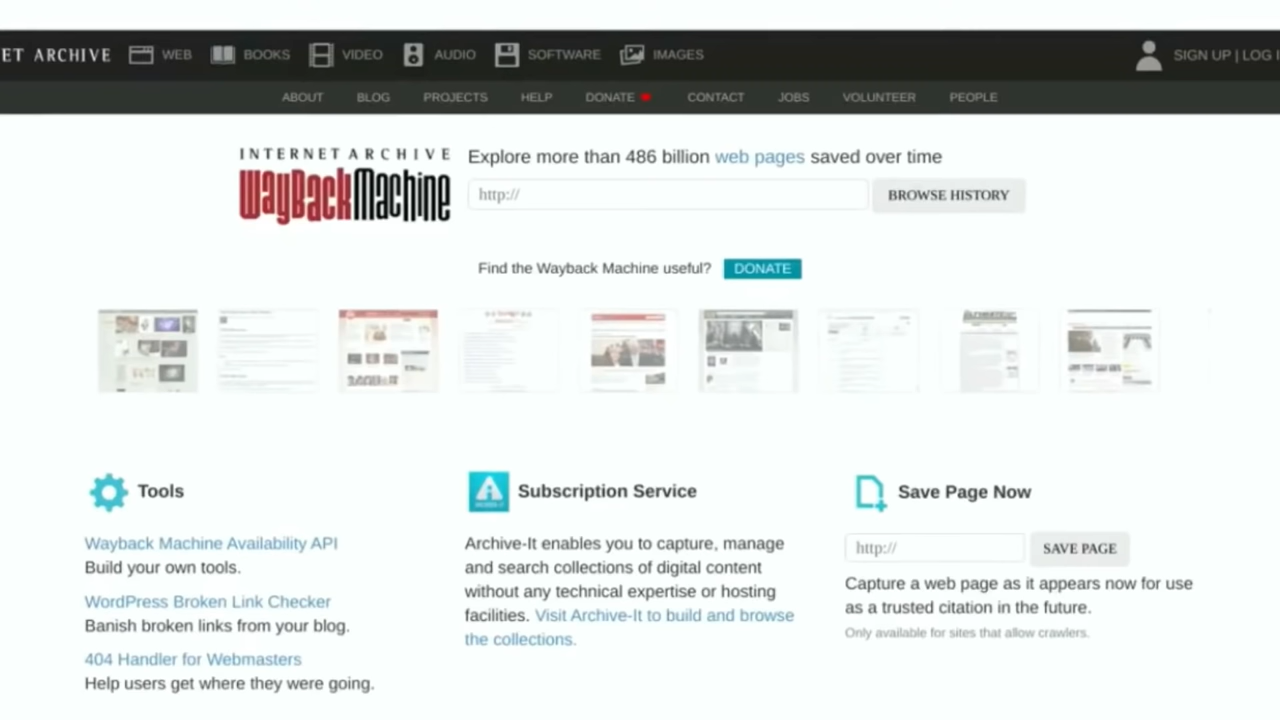 ET ARCHIVE WEB BOOKS VIDEO AUDIO SOFTWARE IMAGES SIGN UP | LOG I
ABOUT BLOG PROJECTS HELP DONATE CONTACT JOBS VOLUNTEER PEOPLE
INTERNET ARCHIVE
WayBackMachine
Explore more than 486 billion web pages saved over time
http:// BROWSE HISTORY
Find the Wayback Machine useful? DONATE
Tools
Wayback Machine Availability API
Build your own tools.
WordPress Broken Link Checker
Banish broken links from your blog.
404 Handler for Webmasters
Help users get where they were going.
Subscription Service
Archive-It enables you to capture, manage
and search collections of digital content
without any technical expertise or hosting
facilities. Visit Archive-It to build and browse
the collections.
Save Page Now
http:// SAVE PAGE
Capture a web page as it appears now for use
as a trusted citation in the future.
Only available for sites that allow crawlers.